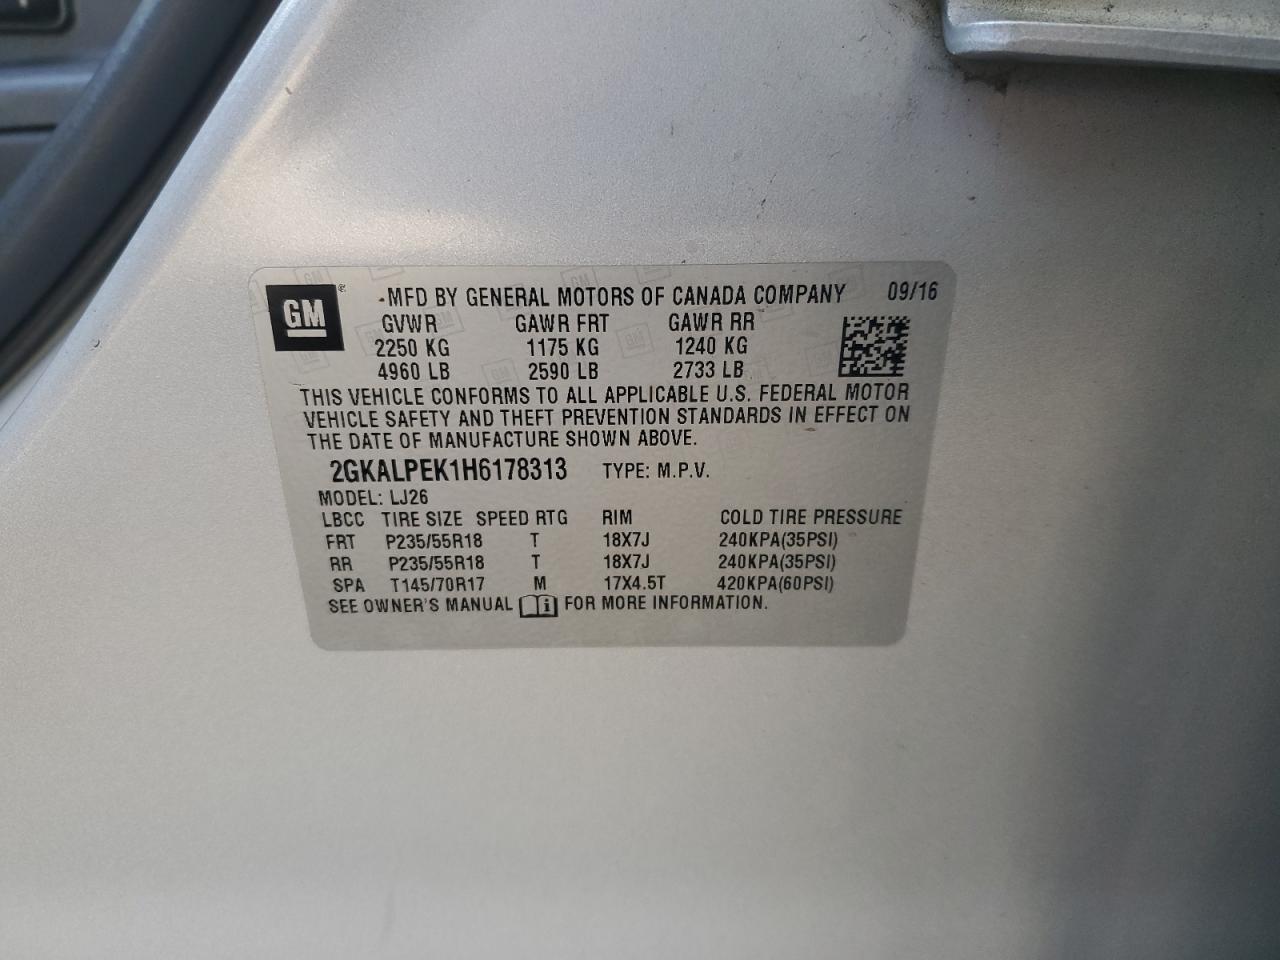 GM ® MFD BY GENERAL MOTORS OF CANADA COMPANY 09/16
GVWR GAWR FRT GAWR RR
2250 KG 1175 KG 1240 KG
4960 LB 2590 LB 2733 LB
THIS VEHICLE CONFORMS TO ALL APPLICABLE U.S. FEDERAL MOTOR
VEHICLE SAFETY AND THEFT PREVENTION STANDARDS IN EFFECT ON
THE DATE OF MANUFACTURE SHOWN ABOVE.
2GKALPEK1H6178313 TYPE: M.P.V.
MODEL: LJ26
LBCC TIRE SIZE SPEED RTG RIM COLD TIRE PRESSURE
FRT P235/55R18 T 18X7J 240KPA(35PSI)
RR P235/55R18 T 18X7J 240KPA(35PSI)
SPA T145/70R17 M 17X4.5T 420KPA(60PSI)
SEE OWNER'S MANUAL i FOR MORE INFORMATION.